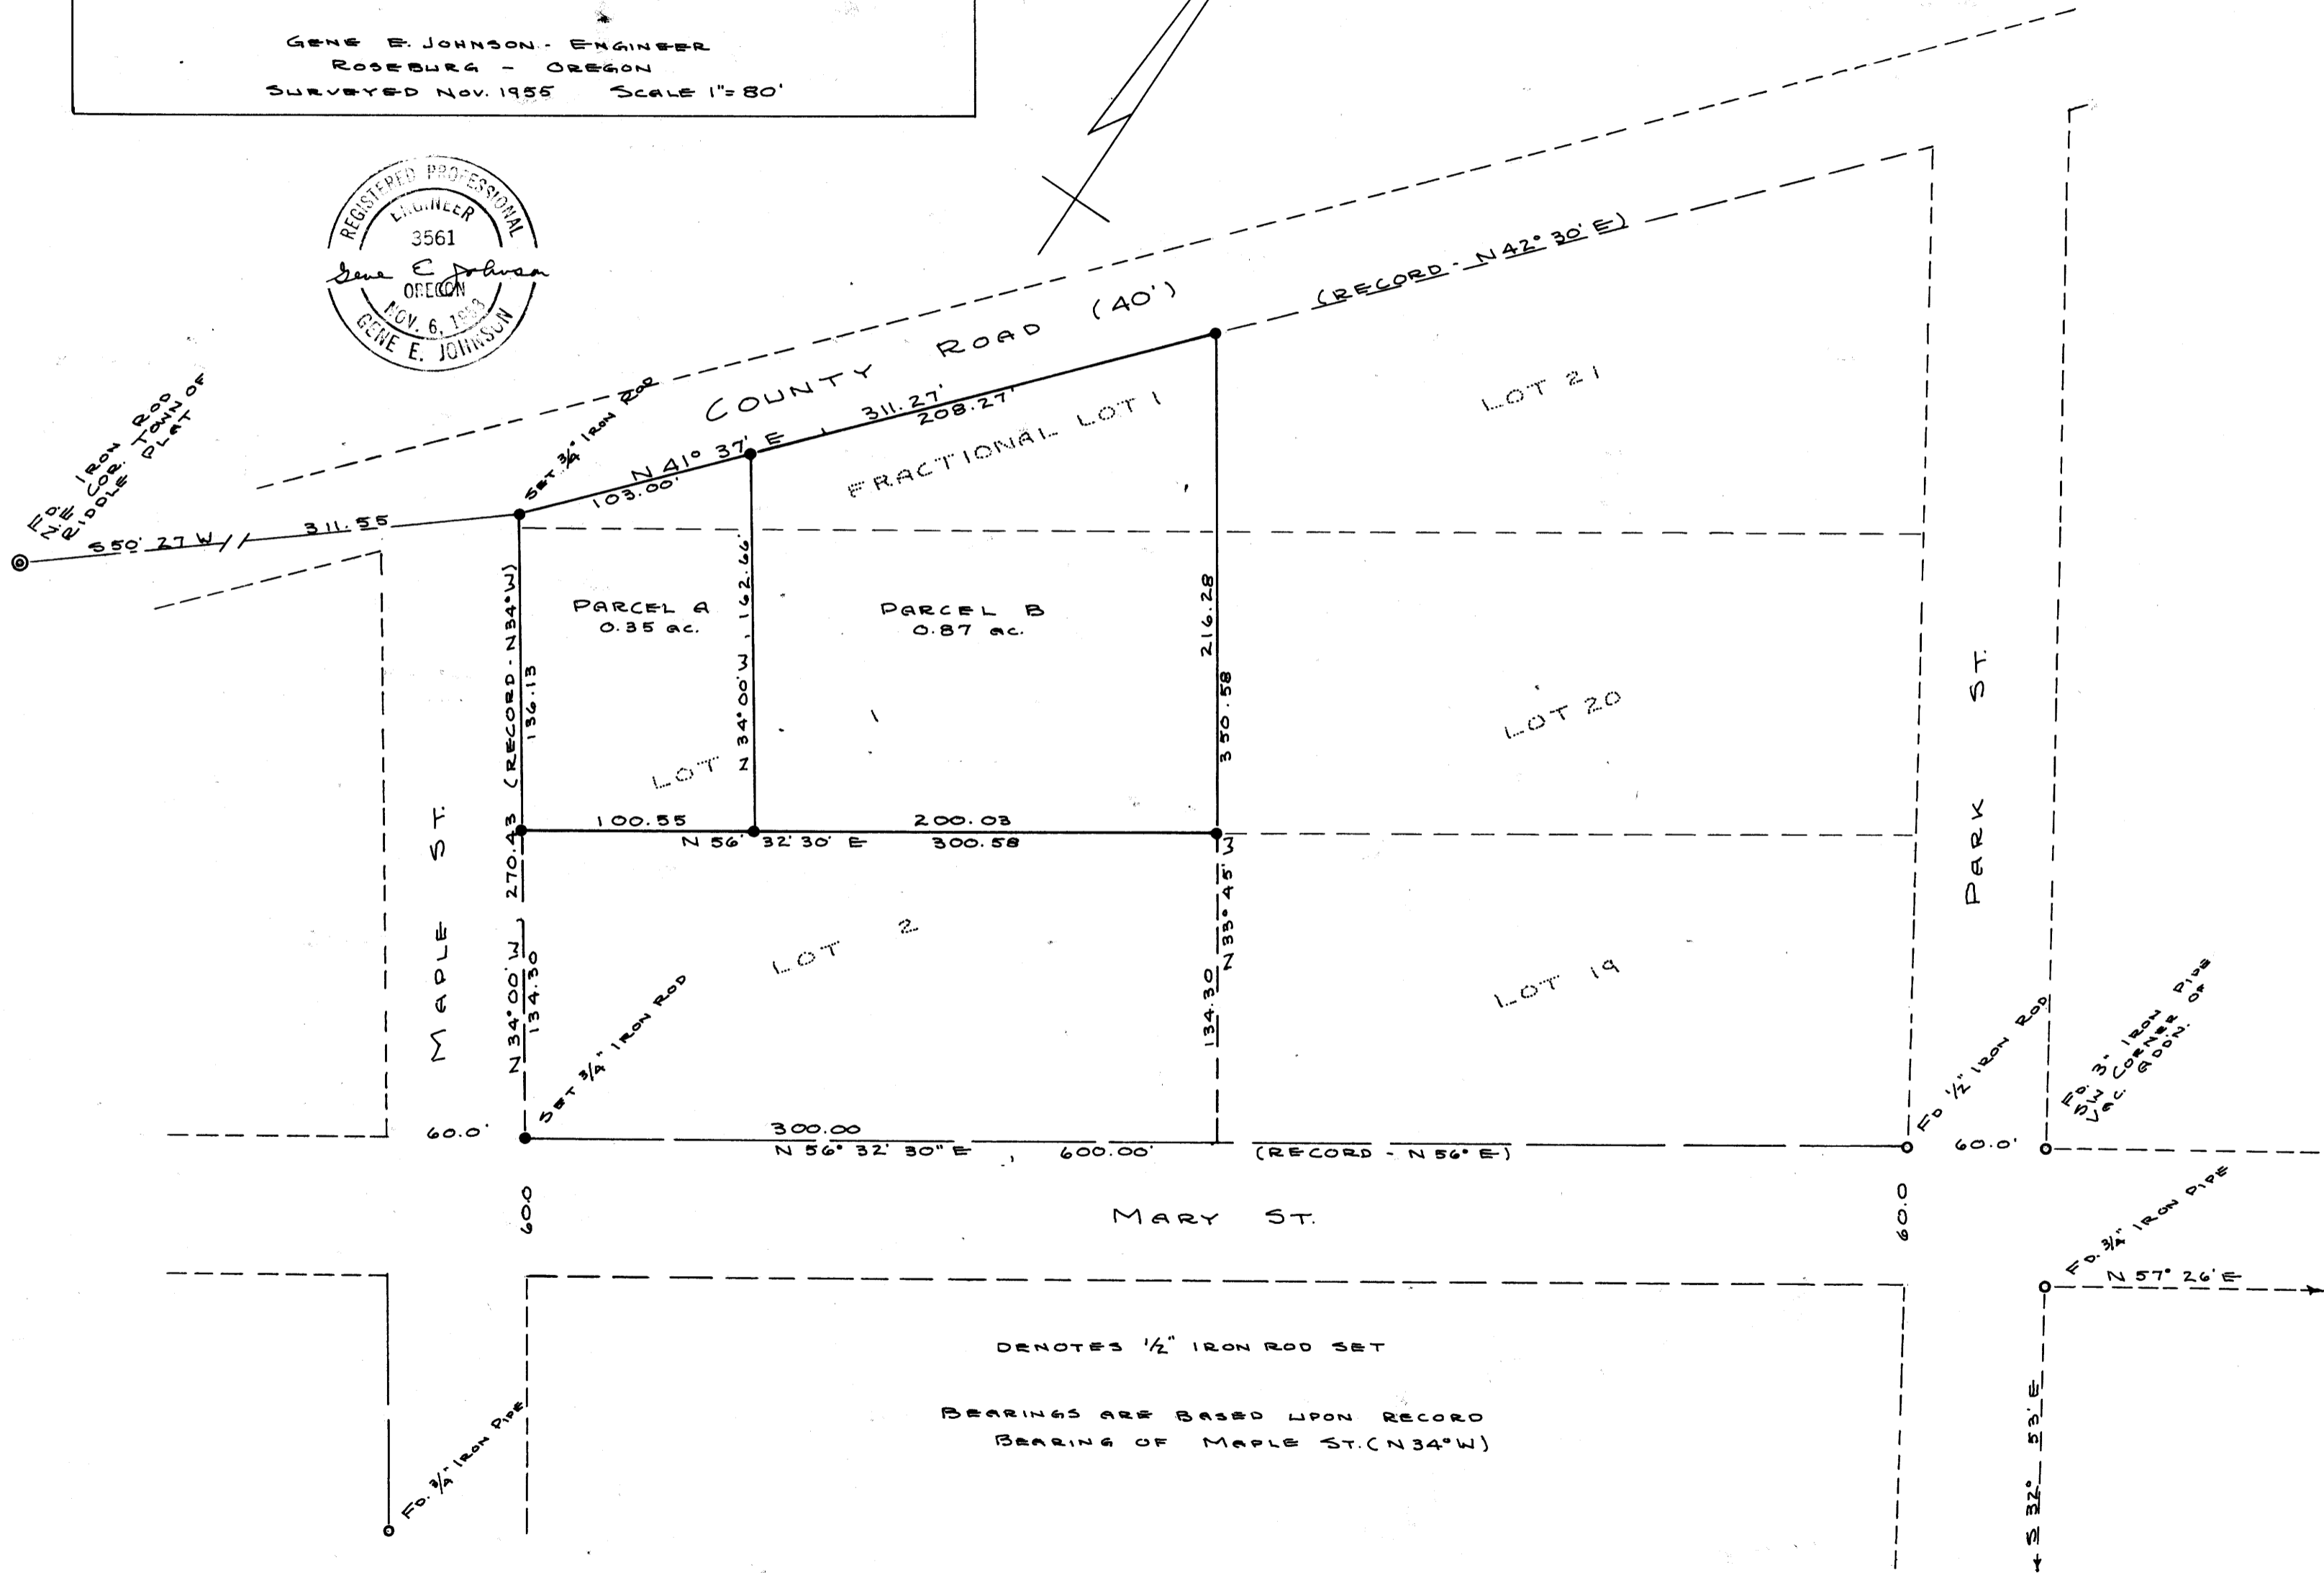 GENE E. JOHNSON - ENGINEER
ROSEBURG - OREGON
SURVEYED NOV. 1955 SCALE 1"= 80'
REGISTERED PROFESSIONAL
ENGINEER
3561
Gene E Johnson
OREGON
NOV. 6, 1953
GENE E. JOHNSON
FD. IRON ROD
N.E. COR. TOWN OF
RIDDLE PLAT
S50' 27 W
311.55
SET 3/4" IRON ROD
COUNTY ROAD (40')
(RECORD - N 42° 30' E)
N 41° 37' E , 311.27'
103.00'
208.27'
FRACTIONAL LOT 1
LOT 21
PARCEL A
0.35 ac.
PARCEL B
0.87 ac.
N 34° 00' W , 162.66'
216.28
350.58
N 33° 45' W
134.30
N 34° 00' W , 270.43 (RECORD - N 34° W)
136.13
134.30
LOT 1
LOT 20
100.55
200.03
N 56' 32' 30' E 300.58
MAPLE ST.
PARK ST.
LOT 2
LOT 19
SET 3/4" IRON ROD
FD 1/2" IRON ROD
FD. 3" IRON PIPE
SW CORNER OF
VAC. ADDN.
60.0'
300.00
N 56° 32' 30" E , 600.00' (RECORD - N 56° E)
60.0'
60.0
MARY ST.
60.0
FD. 3/4" IRON PIPE
N 57° 26' E
DENOTES 1/2" IRON ROD SET
BEARINGS ARE BASED UPON RECORD
BEARING OF MAPLE ST. (N 34° W)
FD. 3/4" IRON PIPE
S 32° 53' E